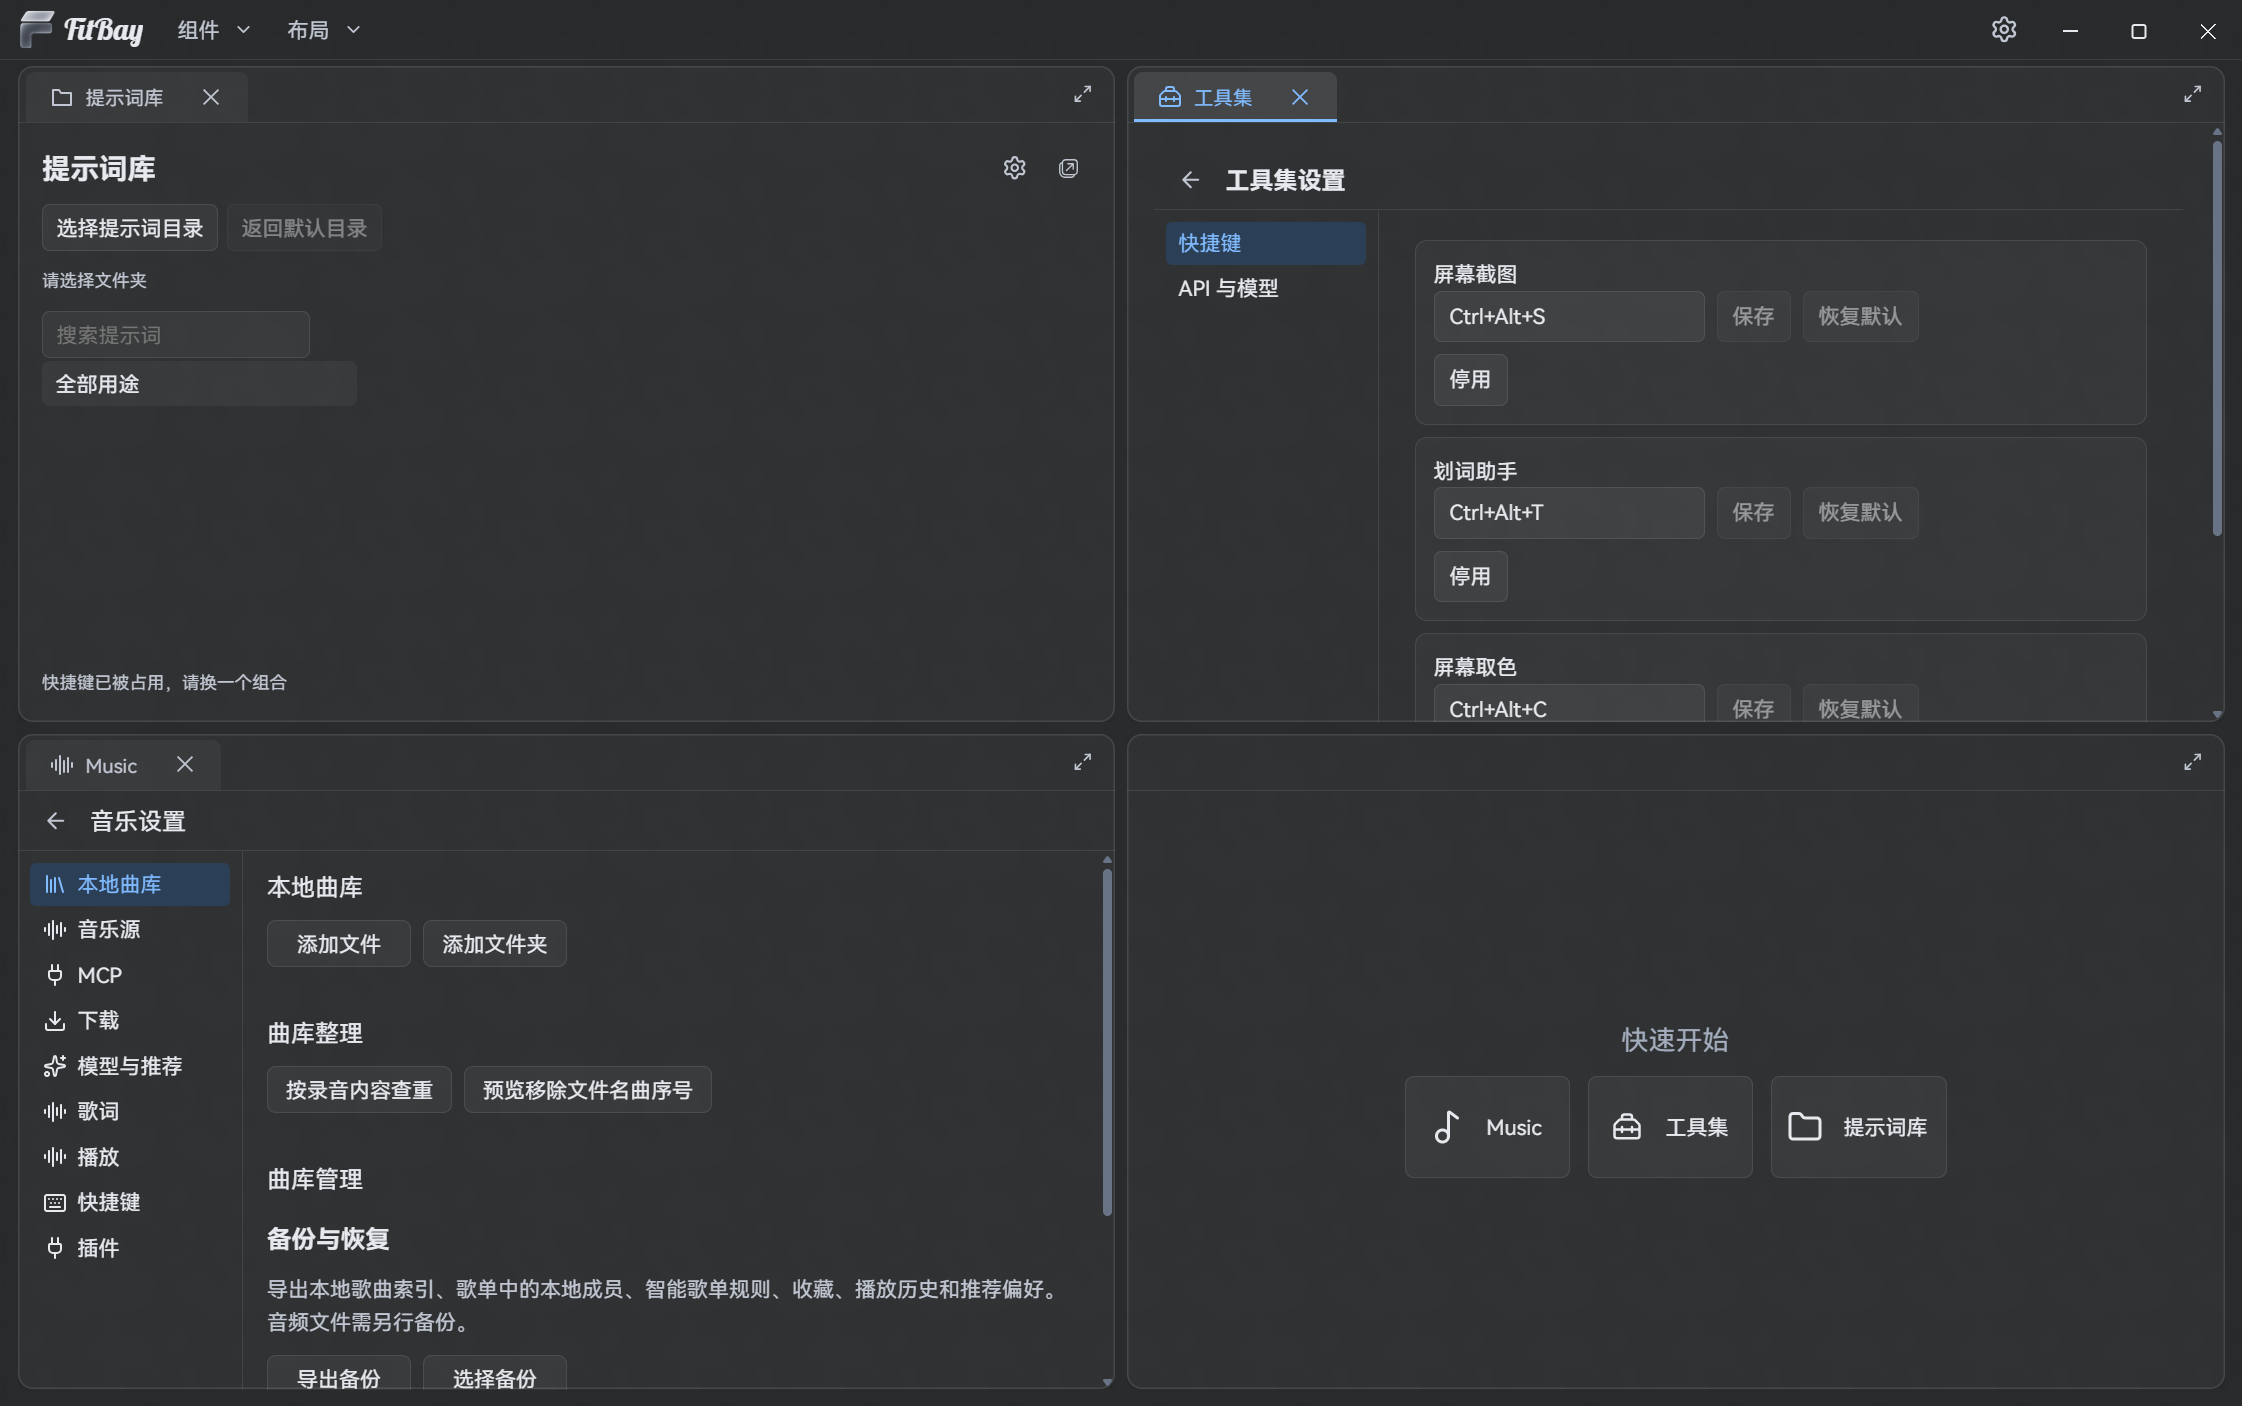 FitBay 组件 布局
提示词库
提示词库
选择提示词目录 返回默认目录
请选择文件夹
搜索提示词
全部用途
快捷键已被占用，请换一个组合
工具集
工具集设置
快捷键
API 与模型
屏幕截图
Ctrl+Alt+S 保存 恢复默认
停用
划词助手
Ctrl+Alt+T 保存 恢复默认
停用
屏幕取色
Ctrl+Alt+C 保存 恢复默认
Music
音乐设置
本地曲库
音乐源
MCP
下载
模型与推荐
歌词
播放
快捷键
插件
本地曲库
添加文件 添加文件夹
曲库整理
按录音内容查重 预览移除文件名曲序号
曲库管理
备份与恢复
导出本地歌曲索引、歌单中的本地成员、智能歌单规则、收藏、播放历史和推荐偏好。
音频文件需另行备份。
导出备份 选择备份
快速开始
Music 工具集 提示词库